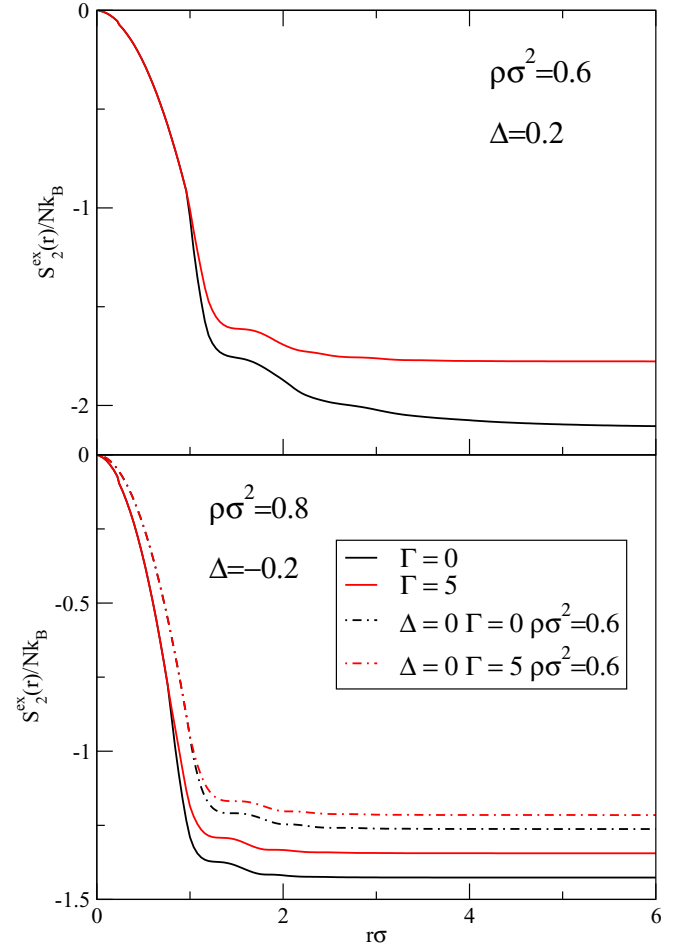 0
-1
-2
S₂ᵉˣ(r)/Nk_B
ρσ²=0.6
Δ=0.2
0
-0.5
-1
-1.5
S₂ᵉˣ(r)/Nk_B
ρσ²=0.8
Δ=−0.2
Γ = 0
Γ = 5
Δ = 0 Γ = 0 ρσ²=0.6
Δ = 0 Γ = 5 ρσ²=0.6
0 2 4 6
rσ